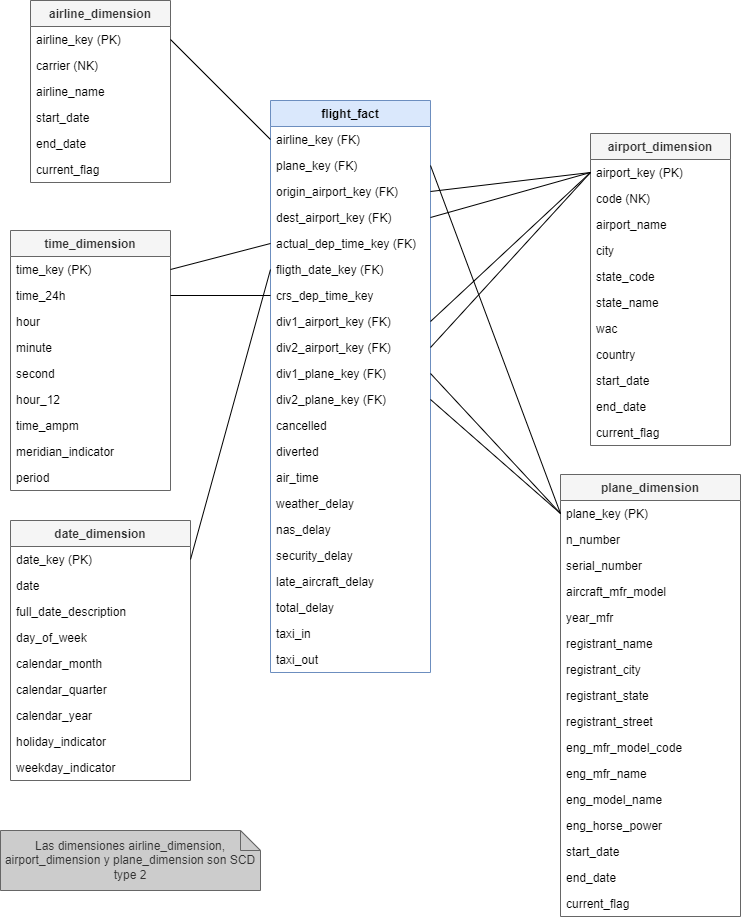 airline_dimension
airline_key (PK)
carrier (NK)
airline_name
start_date
end_date
current_flag
flight_fact
airline_key (FK)
plane_key (FK)
origin_airport_key (FK)
dest_airport_key (FK)
actual_dep_time_key (FK)
fligth_date_key (FK)
crs_dep_time_key
div1_airport_key (FK)
div2_airport_key (FK)
div1_plane_key (FK)
div2_plane_key (FK)
cancelled
diverted
air_time
weather_delay
nas_delay
security_delay
late_aircraft_delay
total_delay
taxi_in
taxi_out
airport_dimension
airport_key (PK)
code (NK)
airport_name
city
state_code
state_name
wac
country
start_date
end_date
current_flag
time_dimension
time_key (PK)
time_24h
hour
minute
second
hour_12
time_ampm
meridian_indicator
period
plane_dimension
plane_key (PK)
n_number
serial_number
aircraft_mfr_model
year_mfr
registrant_name
registrant_city
registrant_state
registrant_street
eng_mfr_model_code
eng_mfr_name
eng_model_name
eng_horse_power
start_date
end_date
current_flag
date_dimension
date_key (PK)
date
full_date_description
day_of_week
calendar_month
calendar_quarter
calendar_year
holiday_indicator
weekday_indicator
Las dimensiones airline_dimension,
airport_dimension y plane_dimension son SCD
type 2